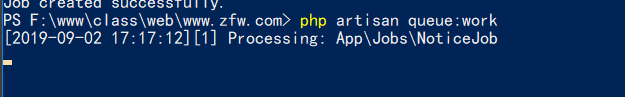 Job created successfully.
PS F:\www\class\web\www.zfw.com> php artisan queue:work
[2019-09-02 17:17:12][1] Processing: App\Jobs\NoticeJob